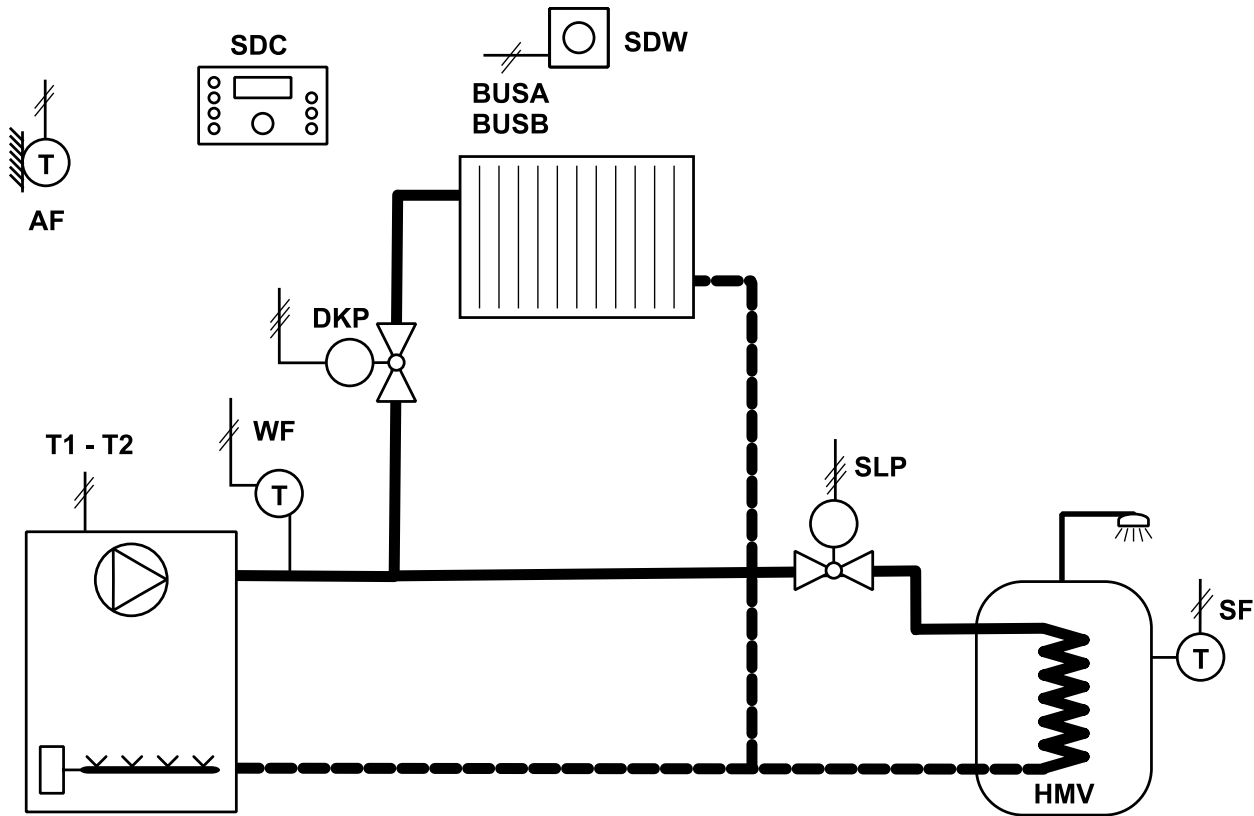 SDC
SDW
BUSA
BUSB
T
AF
DKP
T1 - T2
WF
T
SLP
SF
T
HMV